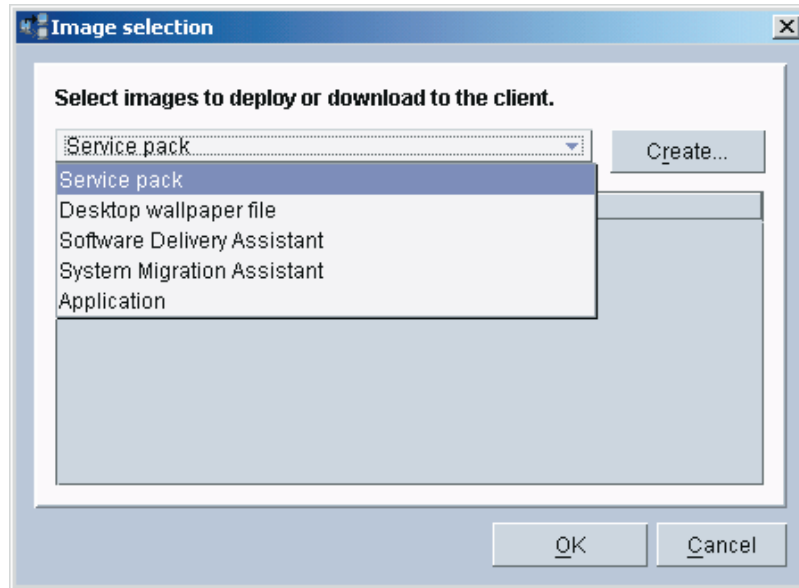 Image selection
Select images to deploy or download to the client.
Service pack
Create...
Service pack
Desktop wallpaper file
Software Delivery Assistant
System Migration Assistant
Application
OK
Cancel